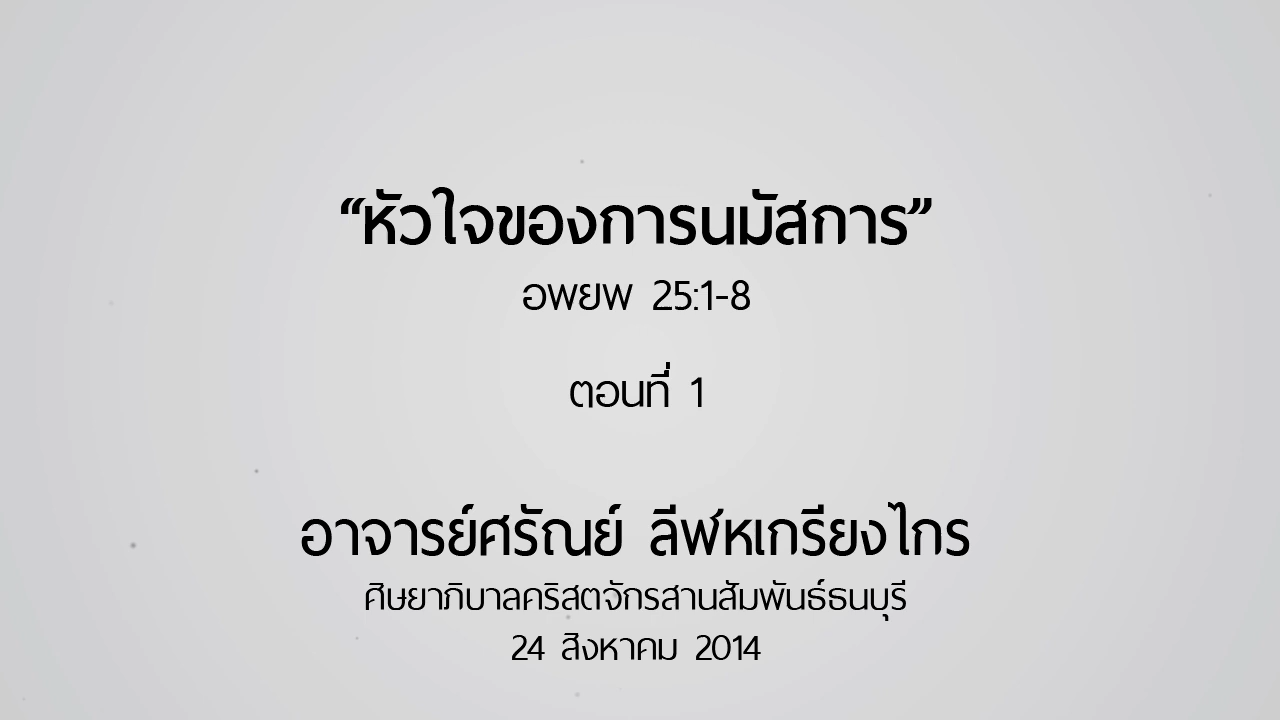 “หัวใจของการนมัสการ”
อพยพ 25:1-8
ตอนที่ 1
อาจารย์ศรัณย์ ลีฬหเกรียงไกร
ศิษยาภิบาลคริสตจักรสานสัมพันธ์ธนบุรี
24 สิงหาคม 2014